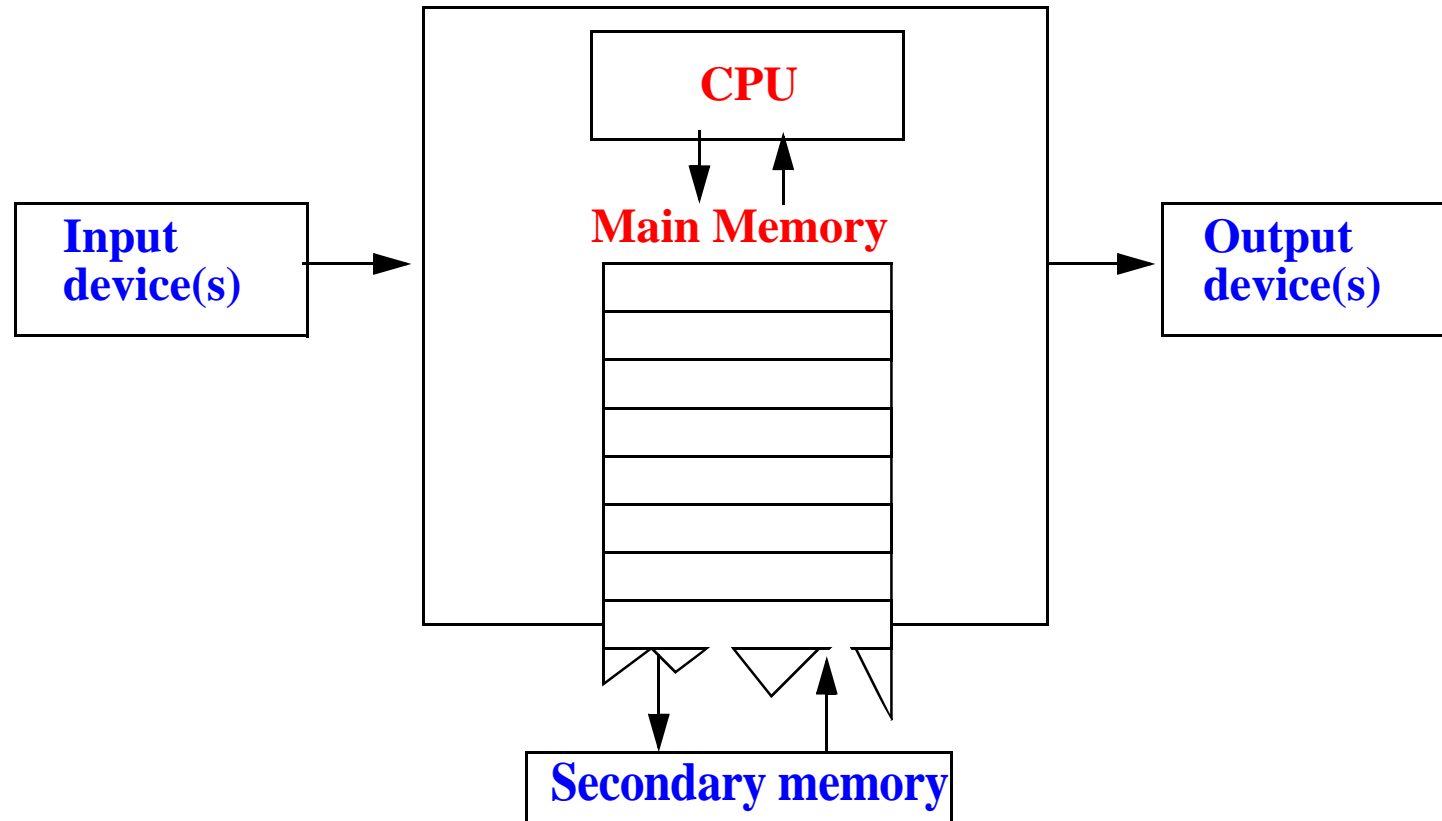 CPU
Main Memory
Input
device(s)
Output
device(s)
Secondary memory